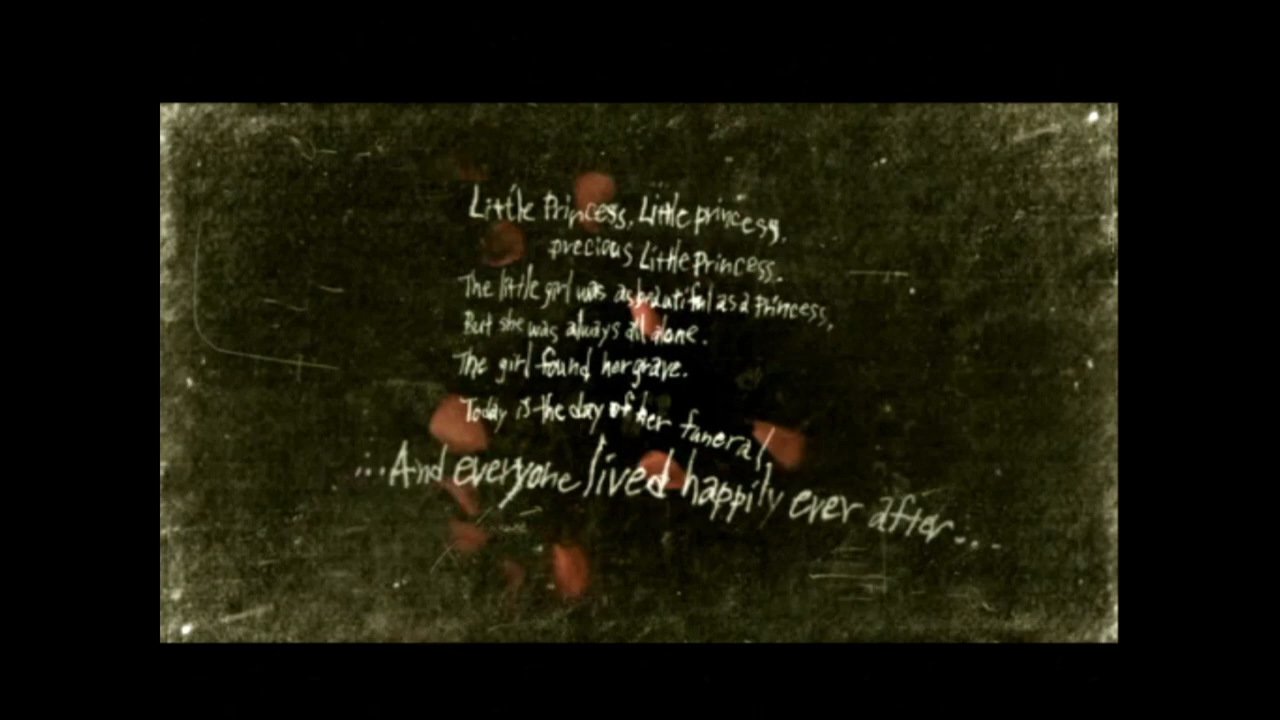 Little Princess, Little princess,
precious Little Princess.
The little girl was as beautiful as a Princess,
But she was always all alone.
The girl found her grave.
Today is the day of her funeral,
...And everyone lived happily ever after...